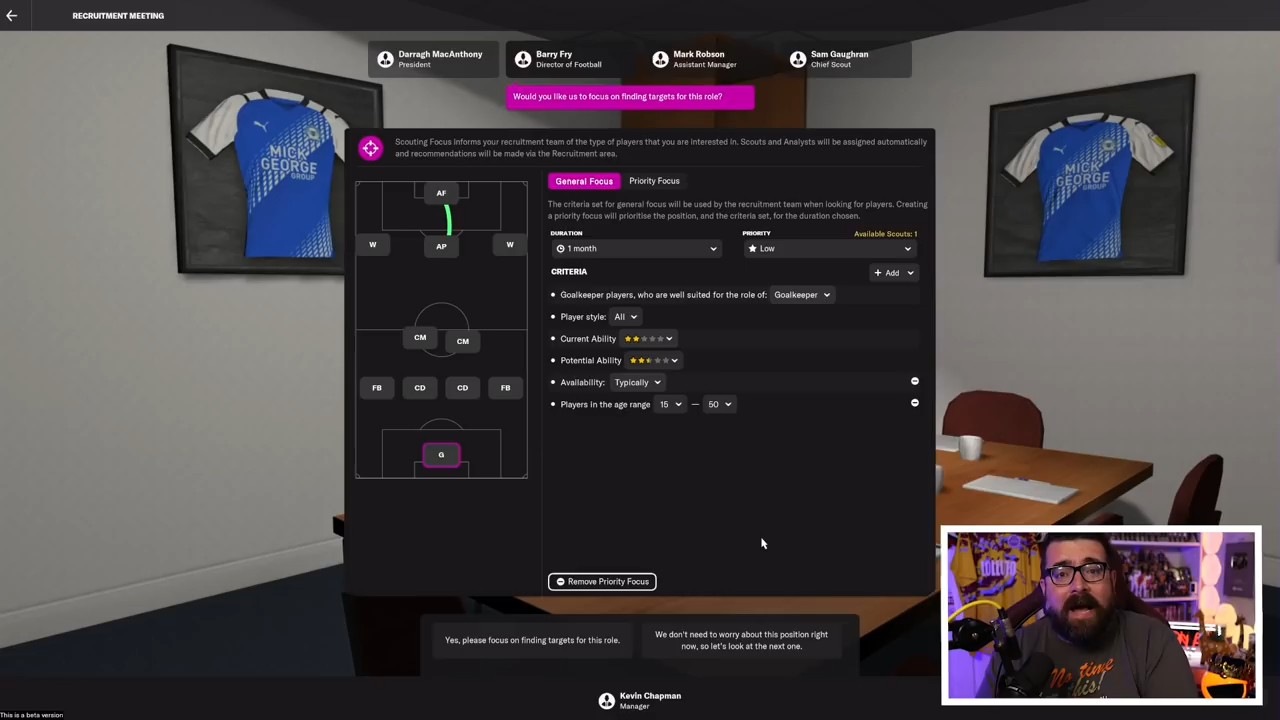 RECRUITMENT MEETING
Darragh MacAnthony
President
Barry Fry
Director of Football
Mark Robson
Assistant Manager
Sam Gaughran
Chief Scout
Would you like us to focus on finding targets for this role?
Scouting Focus informs your recruitment team of the type of players that you are interested in. Scouts and Analysts will be assigned automatically
and recommendations will be made via the Recruitment area.
AF
W
AP
W
CM
CM
FB
CD
CD
FB
G
General Focus
Priority Focus
The criteria set for general focus will be used by the recruitment team when looking for players. Creating
a priority focus will prioritise the position, and the criteria set, for the duration chosen.
DURATION
PRIORITY
Available Scouts: 1
1 month
Low
CRITERIA
Add
Goalkeeper players, who are well suited for the role of: Goalkeeper
Player style: All
Current Ability
Potential Ability
Availability: Typically
Players in the age range 15 — 50
Remove Priority Focus
Yes, please focus on finding targets for this role.
We don't need to worry about this position right
now, so let's look at the next one.
Kevin Chapman
Manager
This is a beta version
MICK
GEORGE
GROUP
MICK
GEORGE
GROUP
No time
this!